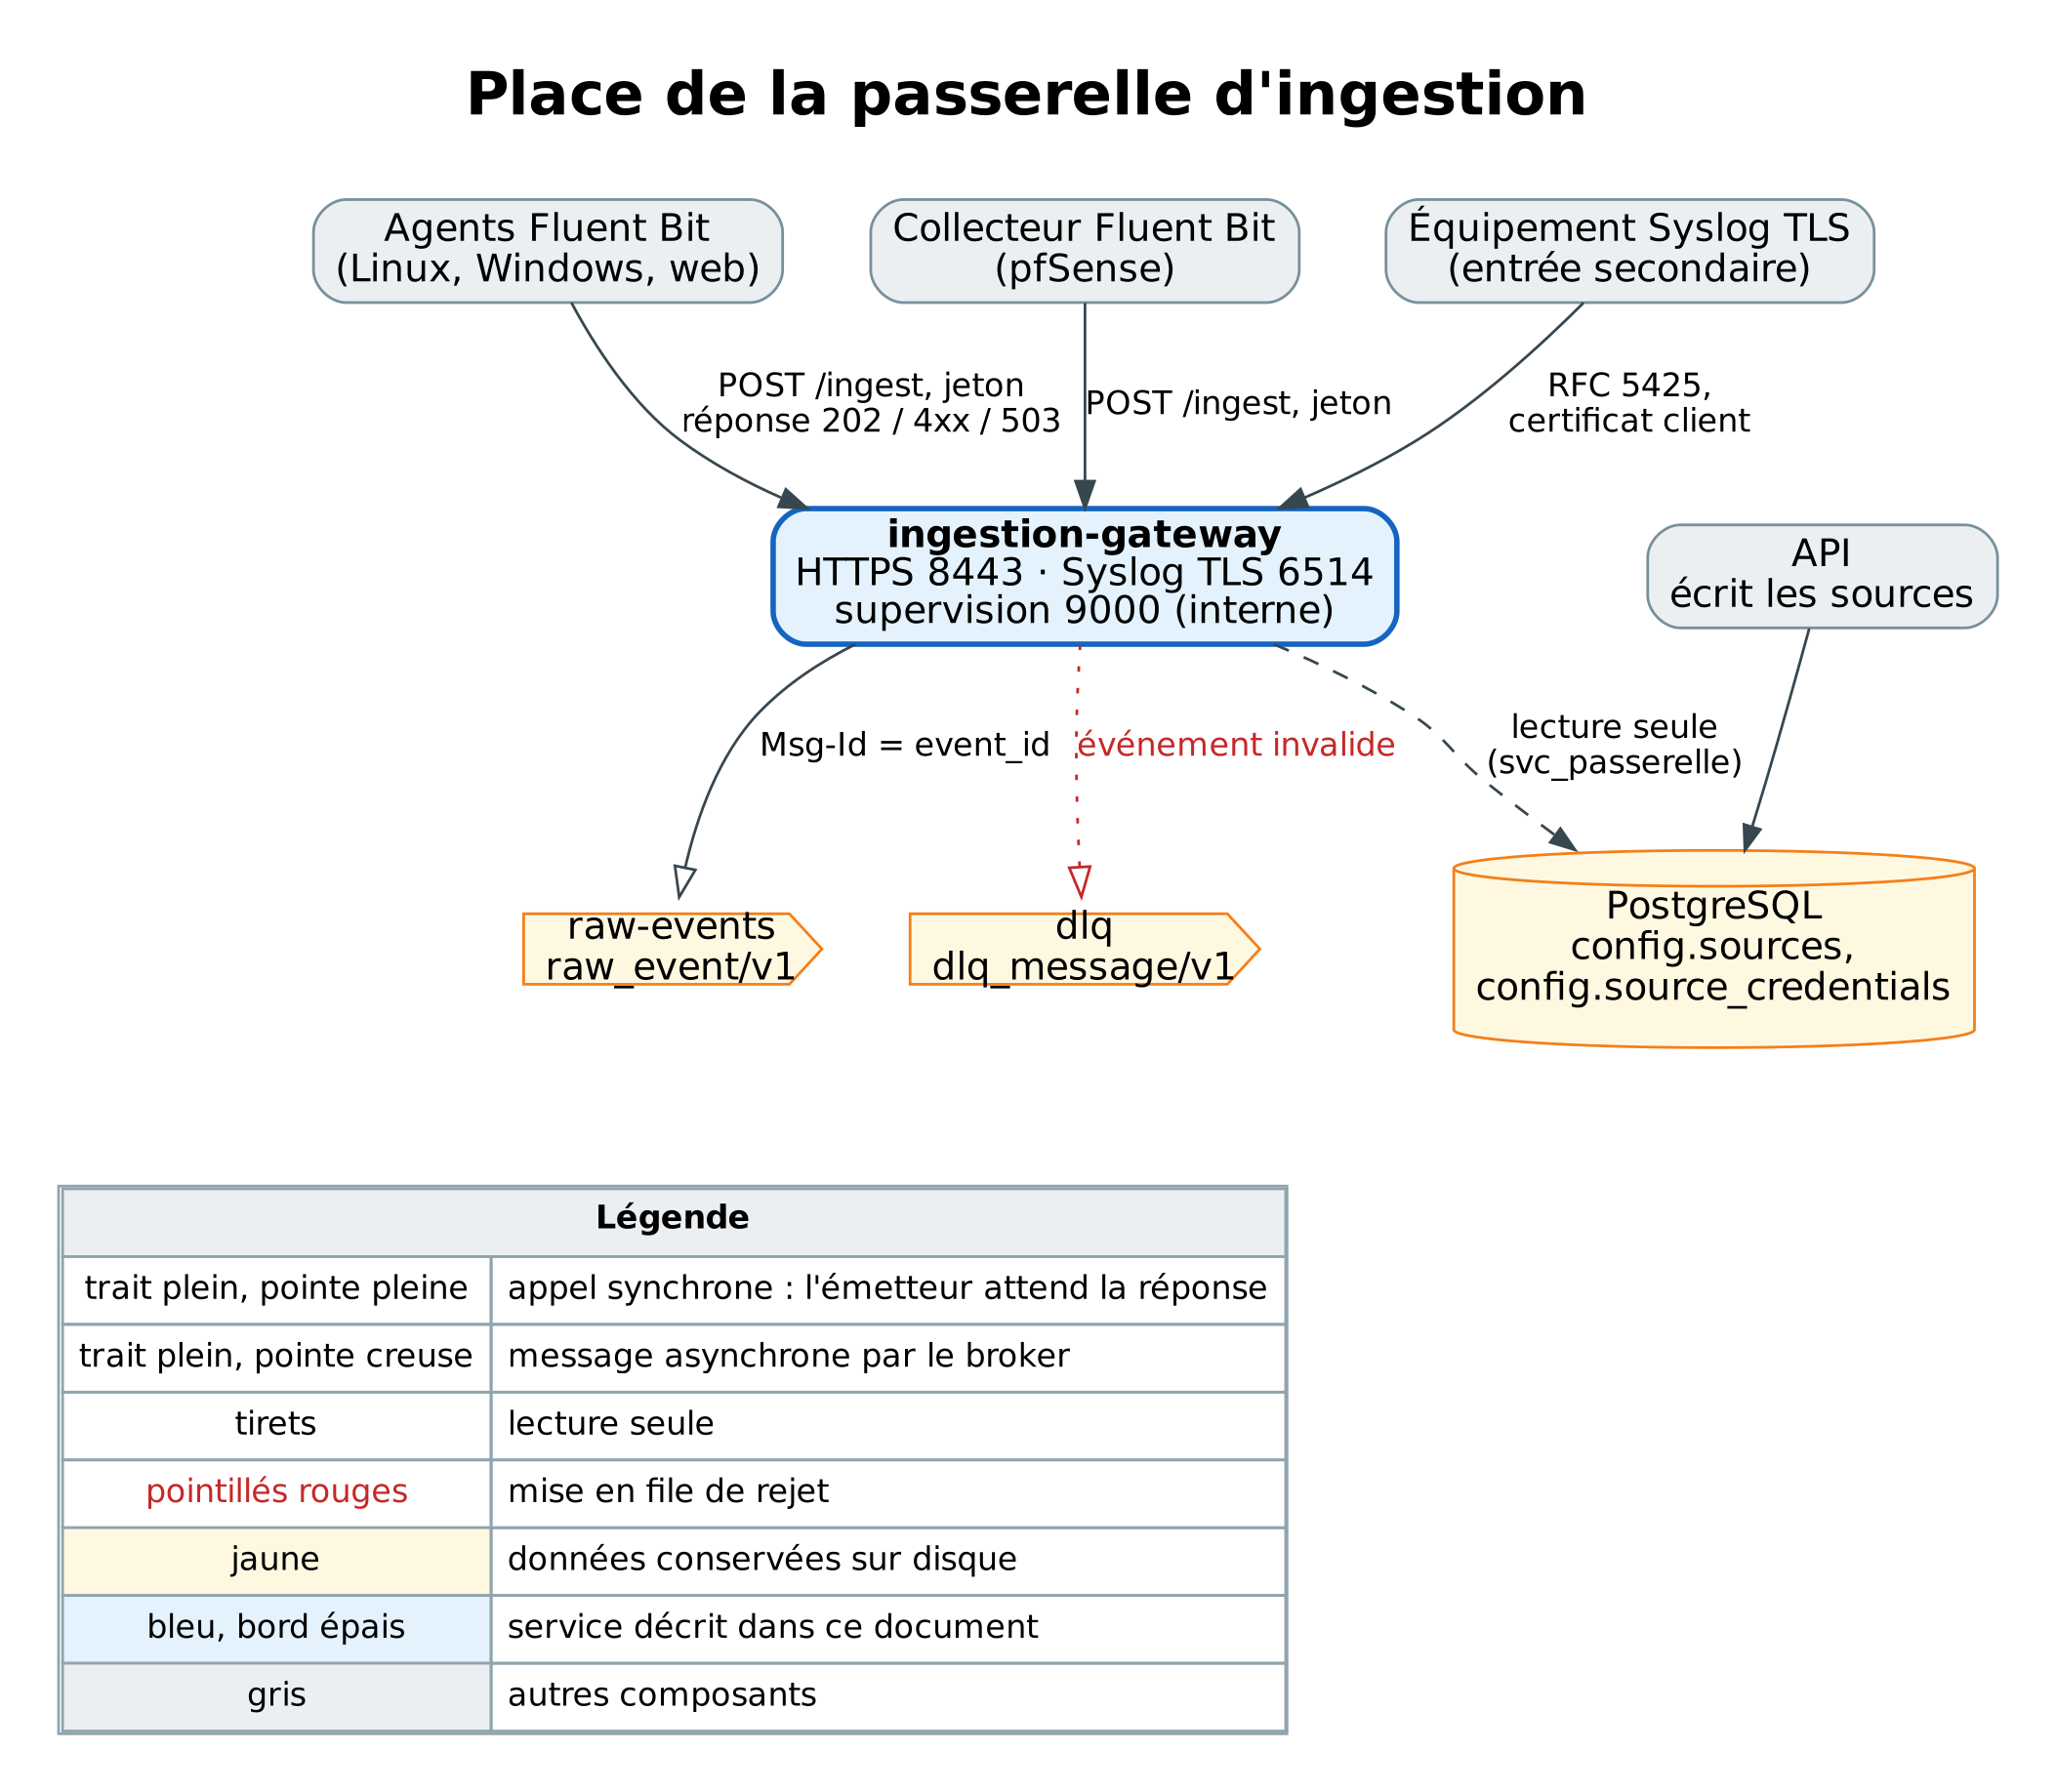 Place de la passerelle d'ingestion
Agents Fluent Bit
(Linux, Windows, web)
Collecteur Fluent Bit
(pfSense)
Équipement Syslog TLS
(entrée secondaire)
POST /ingest, jeton
réponse 202 / 4xx / 503
POST /ingest, jeton
RFC 5425,
certificat client
ingestion-gateway
HTTPS 8443 · Syslog TLS 6514
supervision 9000 (interne)
API
écrit les sources
Msg-Id = event_id
événement invalide
lecture seule
(svc_passerelle)
raw-events
raw_event/v1
dlq
dlq_message/v1
PostgreSQL
config.sources,
config.source_credentials
Légende
trait plein, pointe pleine
appel synchrone : l'émetteur attend la réponse
trait plein, pointe creuse
message asynchrone par le broker
tirets
lecture seule
pointillés rouges
mise en file de rejet
jaune
données conservées sur disque
bleu, bord épais
service décrit dans ce document
gris
autres composants